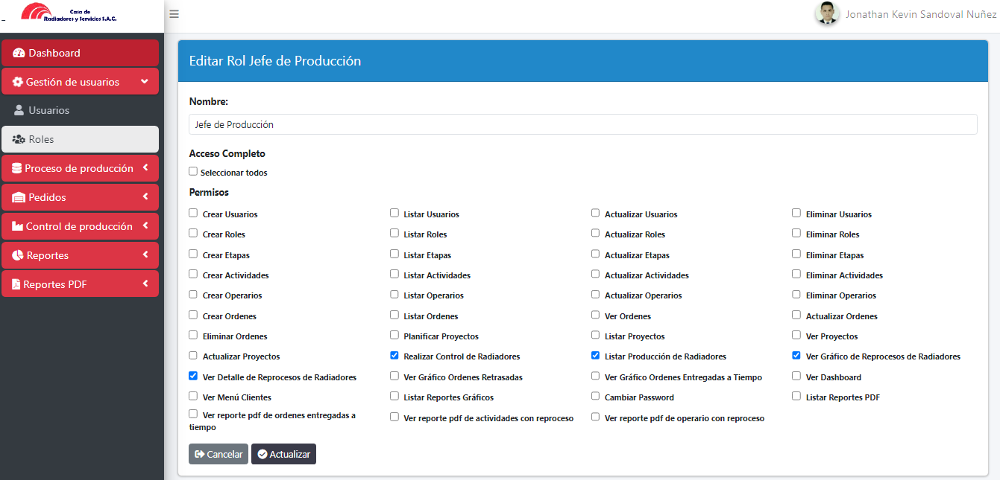 Casa de
Radiadores y Servicios S.A.C.
Jonathan Kevin Sandoval Nuñez
Dashboard
Gestión de usuarios
Usuarios
Roles
Proceso de producción
Pedidos
Control de producción
Reportes
Reportes PDF
Editar Rol Jefe de Producción
Nombre:
Jefe de Producción
Acceso Completo
Seleccionar todos
Permisos
Crear Usuarios Listar Usuarios Actualizar Usuarios Eliminar Usuarios
Crear Roles Listar Roles Actualizar Roles Eliminar Roles
Crear Etapas Listar Etapas Actualizar Etapas Eliminar Etapas
Crear Actividades Listar Actividades Actualizar Actividades Eliminar Actividades
Crear Operarios Listar Operarios Actualizar Operarios Eliminar Operarios
Crear Ordenes Listar Ordenes Ver Ordenes Actualizar Ordenes
Eliminar Ordenes Planificar Proyectos Listar Proyectos Ver Proyectos
Actualizar Proyectos Realizar Control de Radiadores Listar Producción de Radiadores Ver Gráfico de Reprocesos de Radiadores
Ver Detalle de Reprocesos de Radiadores Ver Gráfico Ordenes Retrasadas Ver Gráfico Ordenes Entregadas a Tiempo Ver Dashboard
Ver Menú Clientes Listar Reportes Gráficos Cambiar Password Listar Reportes PDF
Ver reporte pdf de ordenes entregadas a
tiempo
Ver reporte pdf de actividades con reproceso Ver reporte pdf de operario con reproceso
Cancelar Actualizar